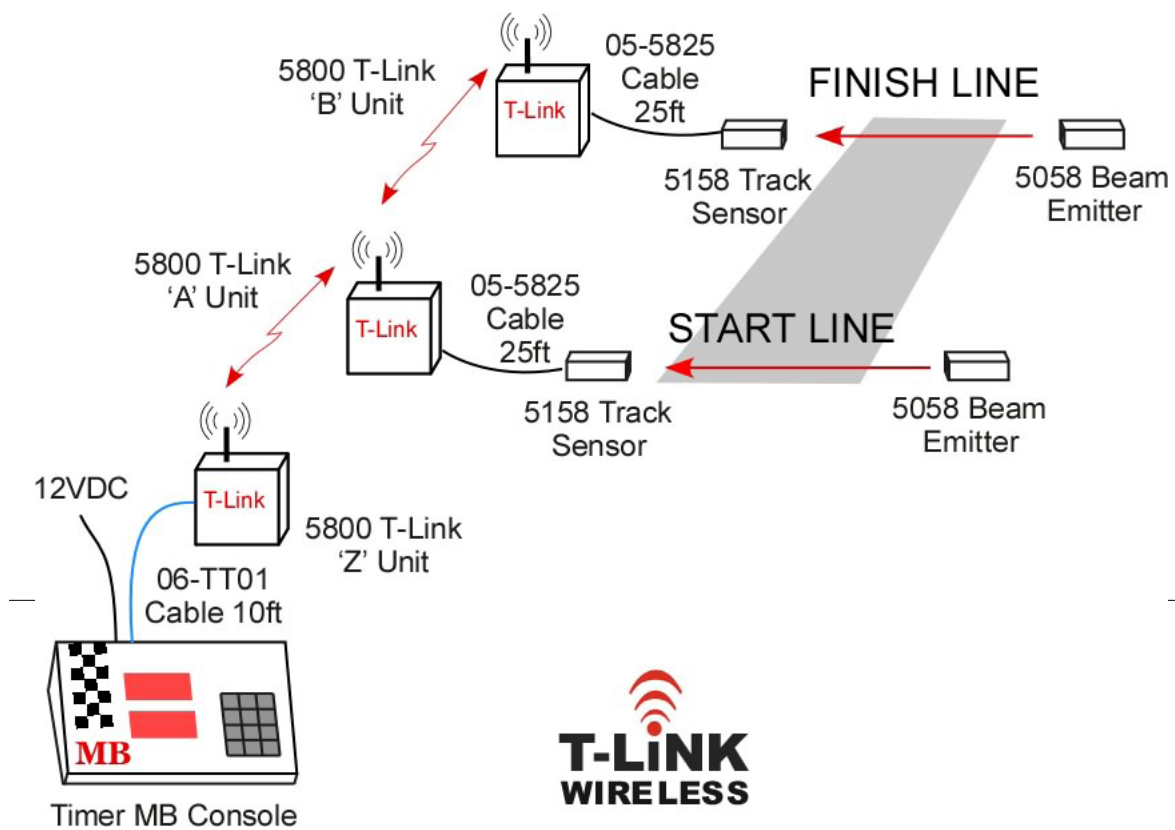 5800 T-Link
‘B’ Unit
T-Link
05-5825
Cable
25ft
FINISH LINE
5158 Track
Sensor
5058 Beam
Emitter
5800 T-Link
‘A’ Unit
T-Link
05-5825
Cable
25ft
START LINE
5158 Track
Sensor
5058 Beam
Emitter
12VDC
T-Link
5800 T-Link
‘Z’ Unit
06-TT01
Cable 10ft
MB
Timer MB Console
T-LiNK
WIRELESS